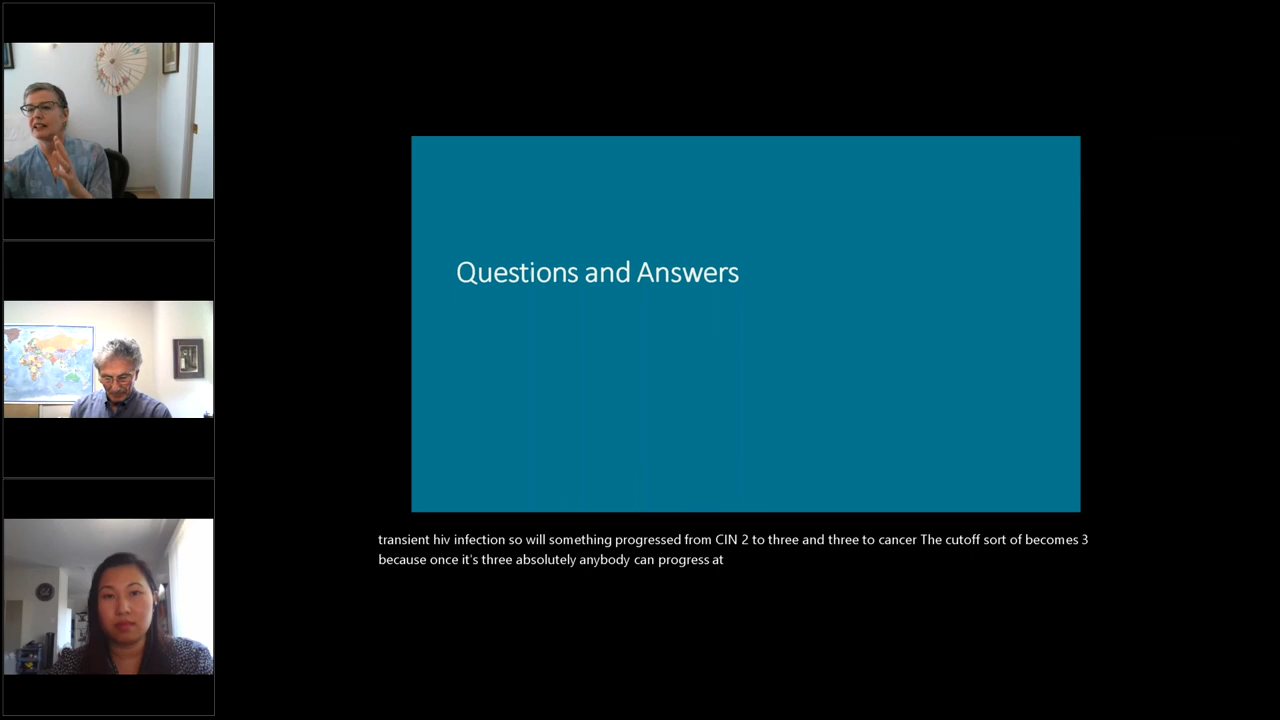 Questions and Answers
transient hiv infection so will something progressed from CIN 2 to three and three to cancer The cutoff sort of becomes 3
because once it's three absolutely anybody can progress at